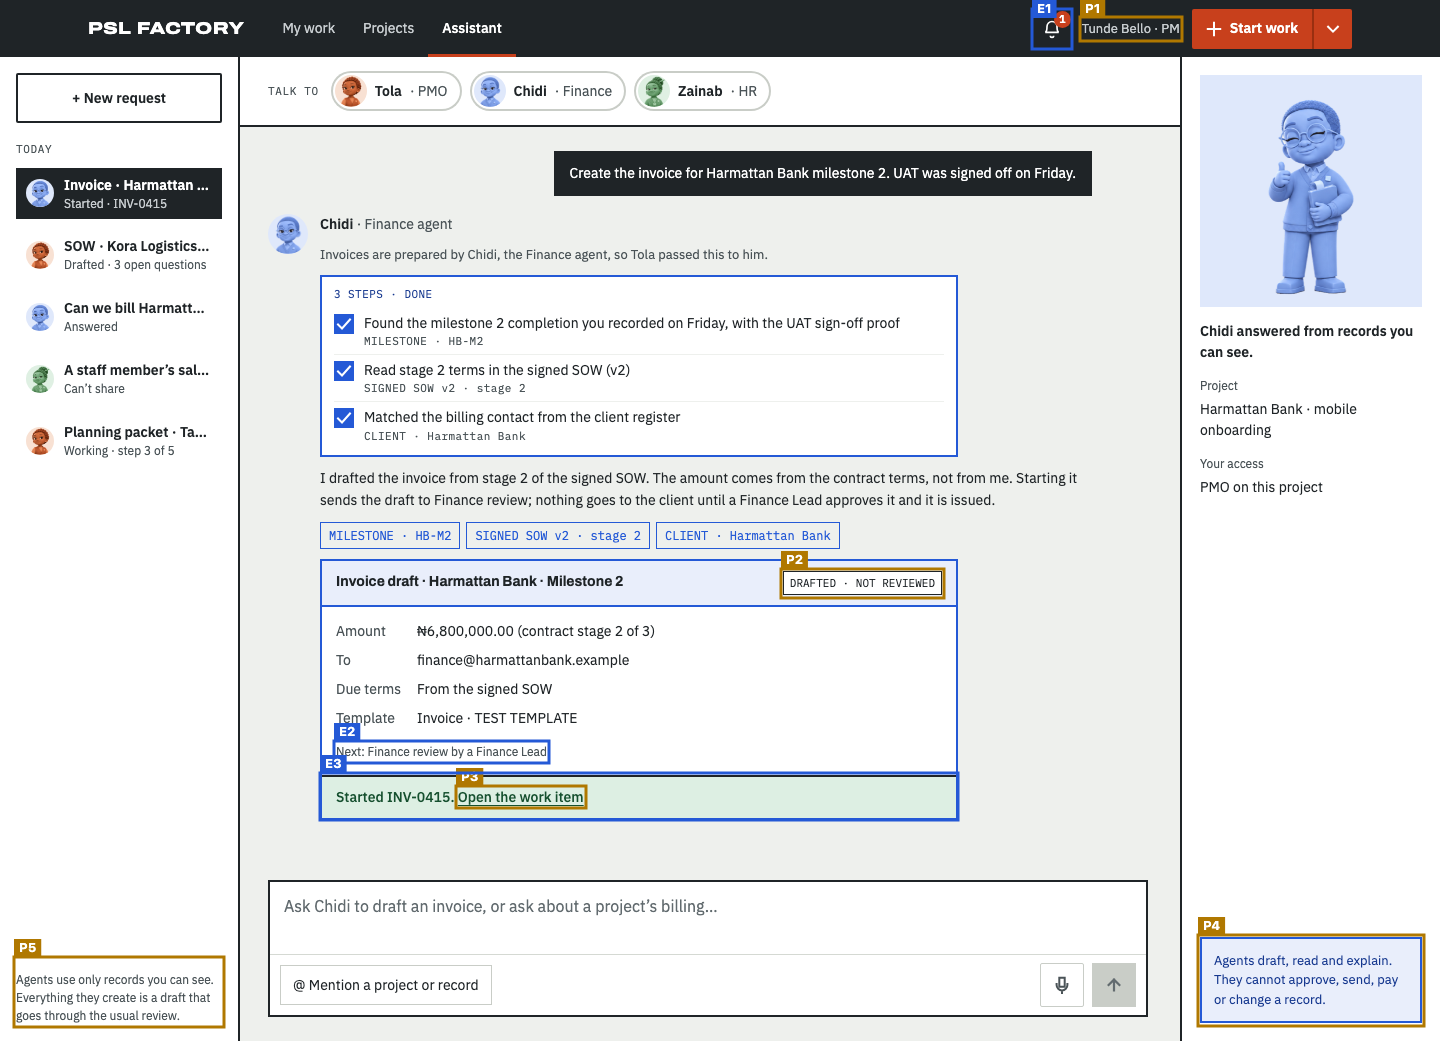 PSL FACTORY
My work
Projects
Assistant
E1
1
P1
Tunde Bello · PM
+ Start work
+ New request
TODAY
Invoice · Harmattan ...
Started · INV-0415
SOW · Kora Logistics...
Drafted · 3 open questions
Can we bill Harmatt...
Answered
A staff member’s sal...
Can’t share
Planning packet · Ta...
Working · step 3 of 5
P5
Agents use only records you can see.
Everything they create is a draft that
goes through the usual review.
TALK TO
Tola · PMO
Chidi · Finance
Zainab · HR
Create the invoice for Harmattan Bank milestone 2. UAT was signed off on Friday.
Chidi · Finance agent
Invoices are prepared by Chidi, the Finance agent, so Tola passed this to him.
3 STEPS · DONE
Found the milestone 2 completion you recorded on Friday, with the UAT sign-off proof
MILESTONE · HB-M2
Read stage 2 terms in the signed SOW (v2)
SIGNED SOW v2 · stage 2
Matched the billing contact from the client register
CLIENT · Harmattan Bank
I drafted the invoice from stage 2 of the signed SOW. The amount comes from the contract terms, not from me. Starting it
sends the draft to Finance review; nothing goes to the client until a Finance Lead approves it and it is issued.
MILESTONE · HB-M2
SIGNED SOW v2 · stage 2
CLIENT · Harmattan Bank
P2
Invoice draft · Harmattan Bank · Milestone 2
DRAFTED · NOT REVIEWED
Amount ₦6,800,000.00 (contract stage 2 of 3)
To finance@harmattanbank.example
Due terms From the signed SOW
Template Invoice · TEST TEMPLATE
E2
Next: Finance review by a Finance Lead
E3
P3
Started INV-0415. Open the work item
Ask Chidi to draft an invoice, or ask about a project’s billing...
@ Mention a project or record
Chidi answered from records you
can see.
Project
Harmattan Bank · mobile
onboarding
Your access
PMO on this project
P4
Agents draft, read and explain.
They cannot approve, send, pay
or change a record.